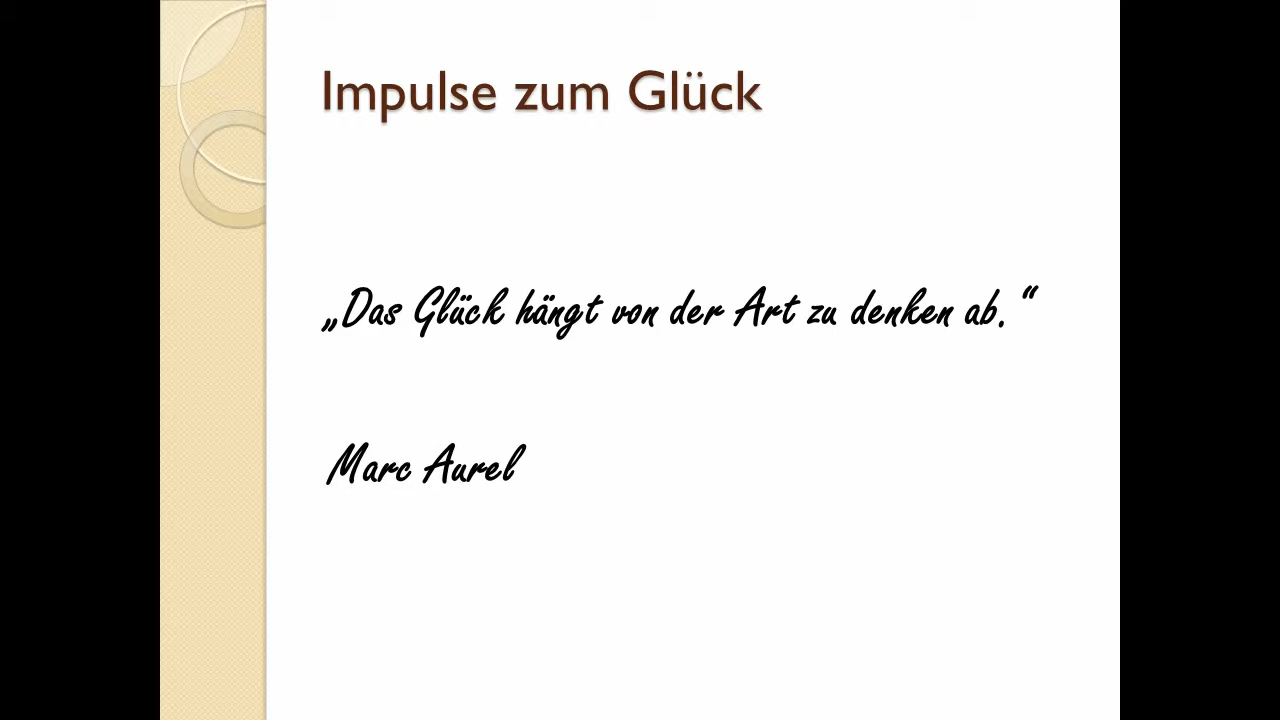 Impulse zum Glück
„Das Glück hängt von der Art zu denken ab.“
Marc Aurel